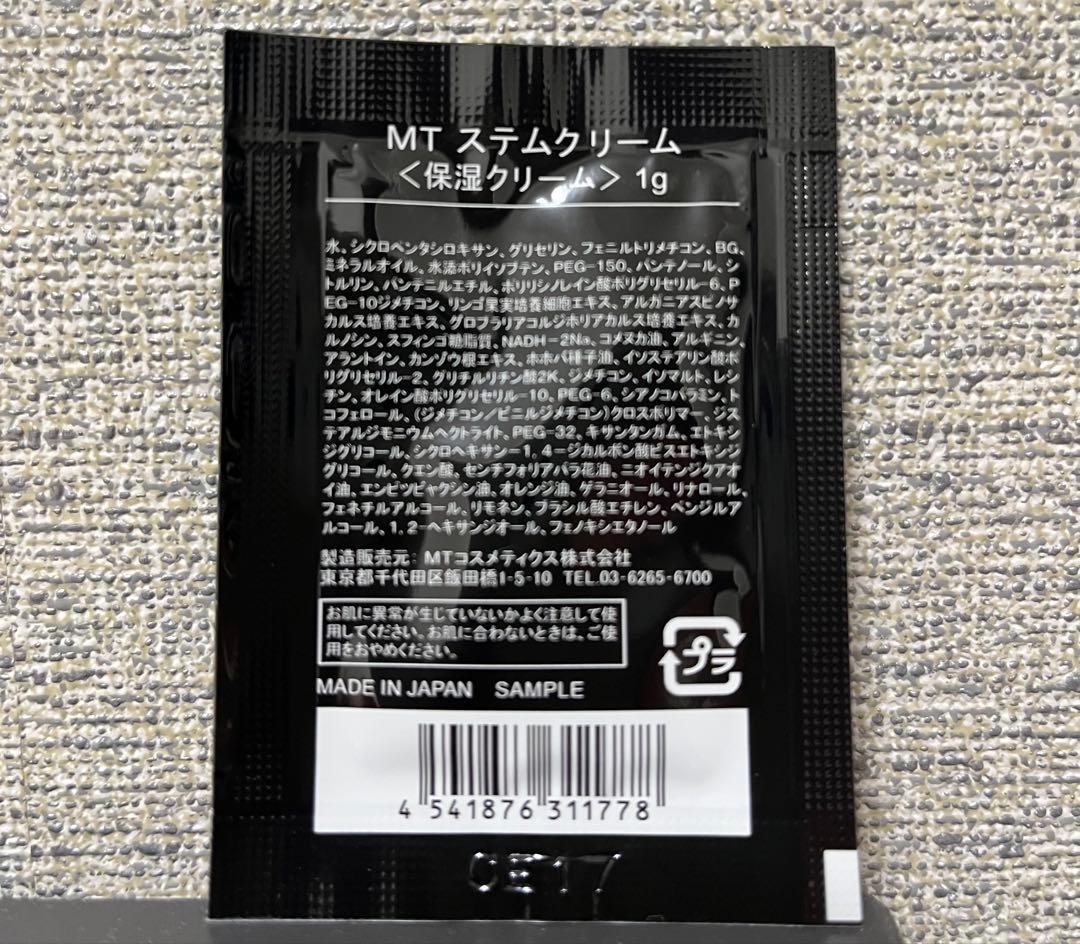 MT ステムクリーム
＜保湿クリーム＞ 1g
水、シクロペンタシロキサン、グリセリン、フェニルトリメチコン、BG、
ミネラルオイル、水添ポリイソブテン、PEG-150、パンテノール、シ
トルリン、パンテニルエチル、ポリリシノレイン酸ポリグリセリル-6、P
EG-10ジメチコン、リンゴ果実培養細胞エキス、アルガニアスピノサ
カルス培養エキス、グロブラリアコルジホリアカルス培養エキス、カ
ルノシン、スフィンゴ糖脂質、NADH-2Na、コメヌカ油、アルギニン、
アラントイン、カンゾウ根エキス、ホホバ種子油、イソステアリン酸ポ
リグリセリル-2、グリチルリチン酸2K、ジメチコン、イソマルト、レシ
チン、オレイン酸ポリグリセリル-10、PEG-6、シアノコバラミン、ト
コフェロール、(ジメチコン/ビニルジメチコン)クロスポリマー、ジス
テアルジモニウムヘクトライト、PEG-32、キサンタンガム、エトキシ
ジグリコール、シクロヘキサン-1，4=ジカルボン酸ビスエトキシジ
グリコール、クエン酸、センチフォリアバラ花油、ニオイテンジクアオ
イ油、エンピツビャクシン油、オレンジ油、ゲラニオール、リナロール、
フェネチルアルコール、リモネン、ブラシル酸エチレン、ベンジルア
ルコール、1，2-ヘキサンジオール、フェノキシエタノール
製造販売元：MTコスメティクス株式会社
東京都千代田区飯田橋1-5-10 TEL.03-6265-6700
お肌に異常が生じていないかよく注意して使
用してください。お肌に合わないときは、ご使
用をおやめください。
プラ
MADE IN JAPAN SAMPLE
4 541876 311778
CE17